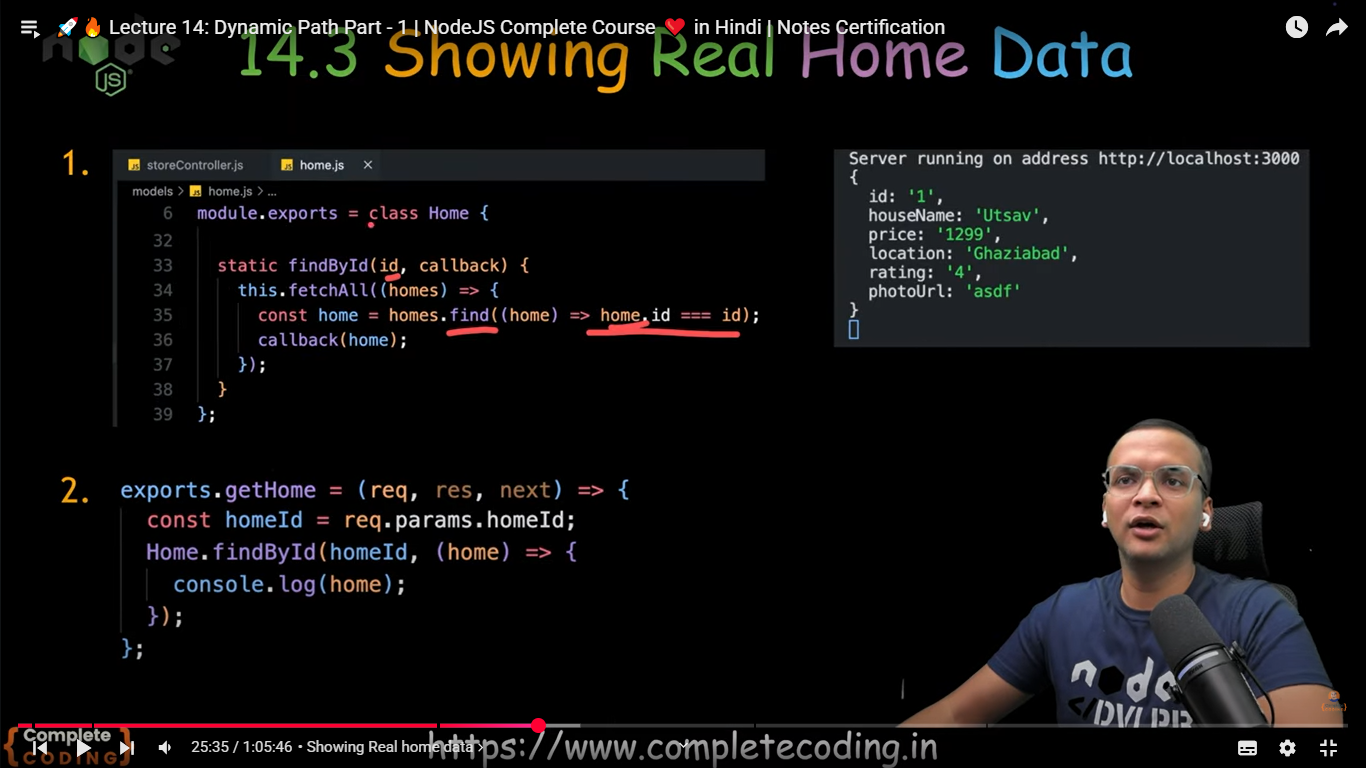 🚀🔥 Lecture 14: Dynamic Path Part - 1 | NodeJS Complete Course ❤️ in Hindi | Notes Certification
node
JS
14.3 Showing Real Home Data
1.
storeController.js
home.js
models > home.js > ...
6 module.exports = class Home {
32
33 static findById(id, callback) {
34 this.fetchAll((homes) => {
35 const home = homes.find((home) => home.id === id);
36 callback(home);
37 });
38 }
39 };
Server running on address http://localhost:3000
{
id: '1',
houseName: 'Utsav',
price: '1299',
location: 'Ghaziabad',
rating: '4',
photoUrl: 'asdf'
}
2.
exports.getHome = (req, res, next) => {
const homeId = req.params.homeId;
Home.findById(homeId, (home) => {
console.log(home);
});
};
node
Complete
CODING
25:35 / 1:05:46 • Showing Real home data >
https://www.completecoding.in